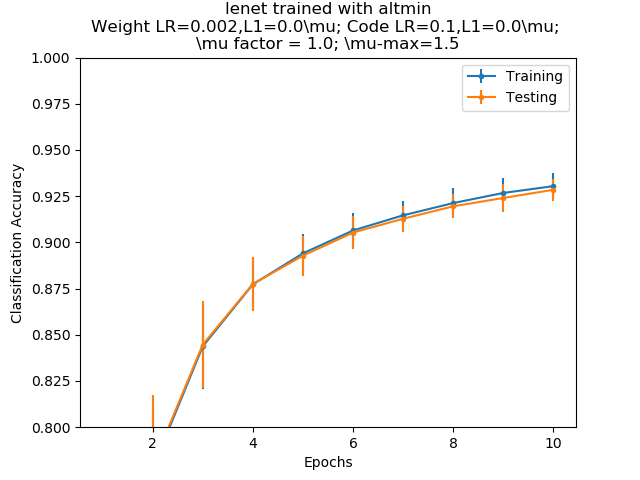 lenet trained with altmin
Weight LR=0.002,L1=0.0\mu; Code LR=0.1,L1=0.0\mu;
\mu factor = 1.0; \mu-max=1.5
1.000
0.975
0.950
0.925
0.900
0.875
0.850
0.825
0.800
Classification Accuracy
Training
Testing
2
4
6
8
10
Epochs